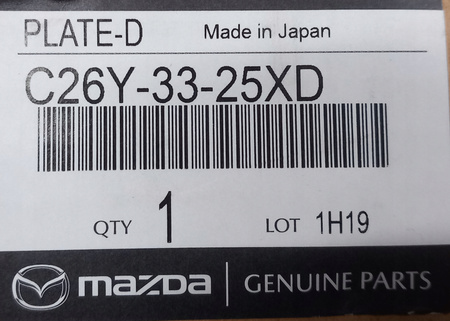 PLATE-D Made in Japan
C26Y-33-25XD
QTY 1 LOT 1H19
mazda GENUINE PARTS